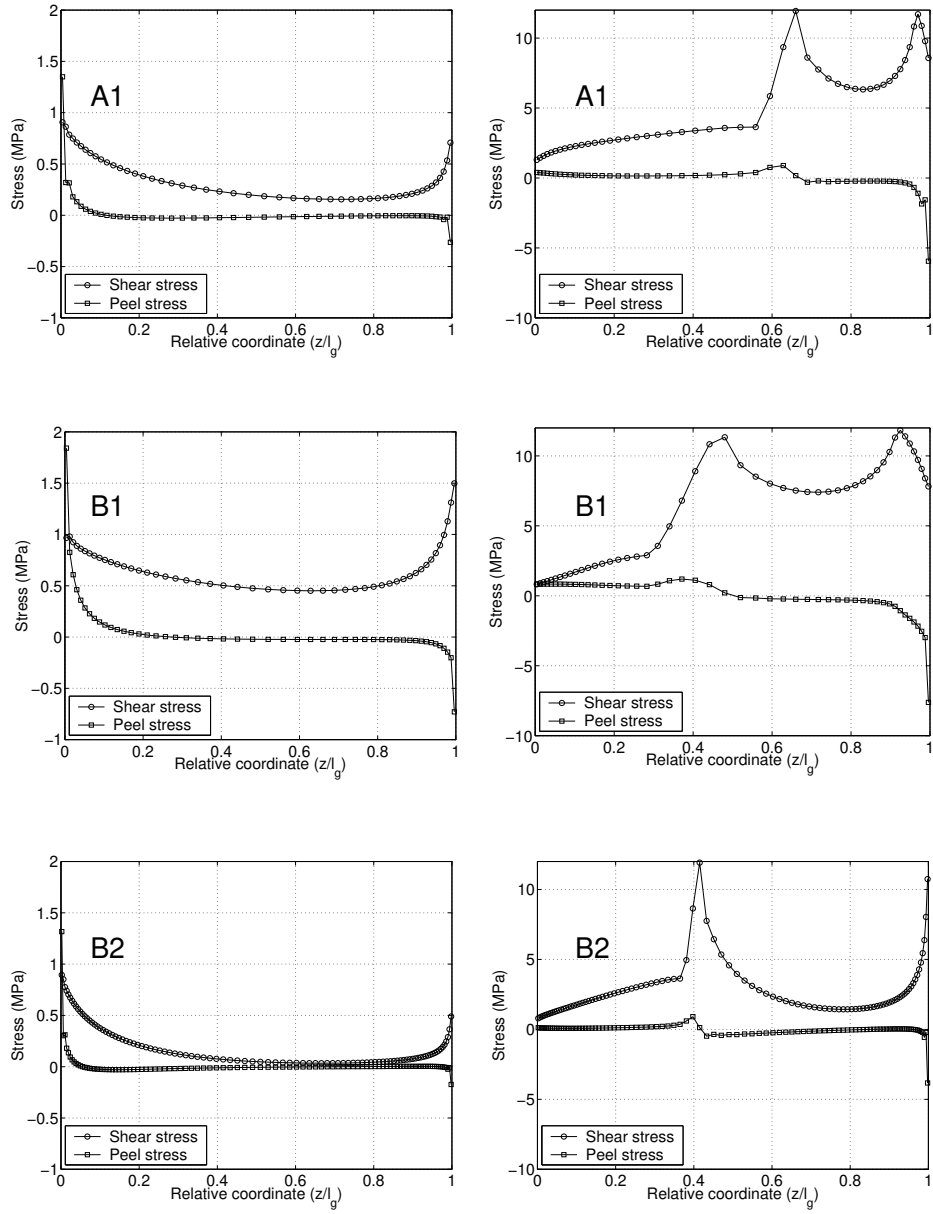 2
1.5
1
0.5
0
−0.5
−1
Stress (MPa)
A1
Shear stress
Peel stress
0 0.2 0.4 0.6 0.8 1
Relative coordinate (z/lg)
10
5
0
−5
−10
Stress (MPa)
A1
Shear stress
Peel stress
0 0.2 0.4 0.6 0.8 1
Relative coordinate (z/lg)
2
1.5
1
0.5
0
−0.5
−1
Stress (MPa)
B1
Shear stress
Peel stress
0 0.2 0.4 0.6 0.8 1
Relative coordinate (z/lg)
10
5
0
−5
−10
Stress (MPa)
B1
Shear stress
Peel stress
0 0.2 0.4 0.6 0.8 1
Relative coordinate (z/lg)
2
1.5
1
0.5
0
−0.5
−1
Stress (MPa)
B2
Shear stress
Peel stress
0 0.2 0.4 0.6 0.8 1
Relative coordinate (z/lg)
10
5
0
−5
−10
Stress (MPa)
B2
Shear stress
Peel stress
0 0.2 0.4 0.6 0.8 1
Relative coordinate (z/lg)